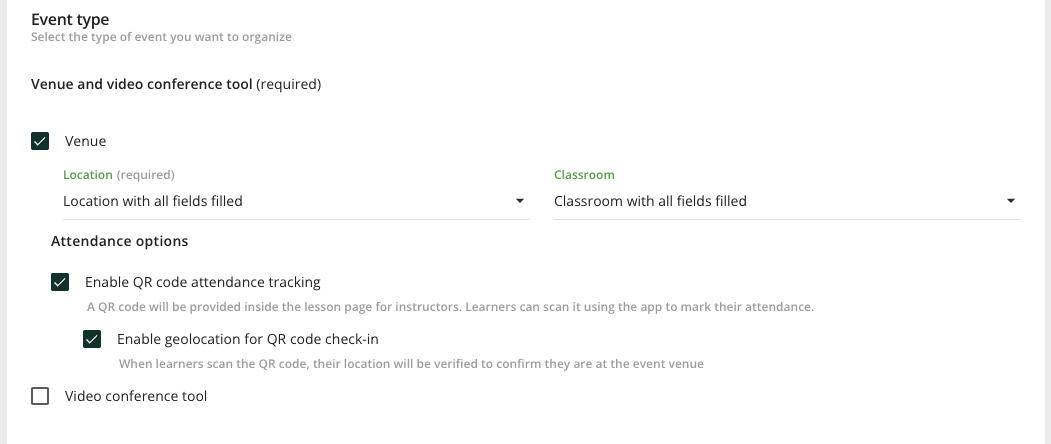 Event type
Select the type of event you want to organize
Venue and video conference tool (required)
Venue
Location (required) Classroom
Location with all fields filled Classroom with all fields filled
Attendance options
Enable QR code attendance tracking
A QR code will be provided inside the lesson page for instructors. Learners can scan it using the app to mark their attendance.
Enable geolocation for QR code check-in
When learners scan the QR code, their location will be verified to confirm they are at the event venue
Video conference tool